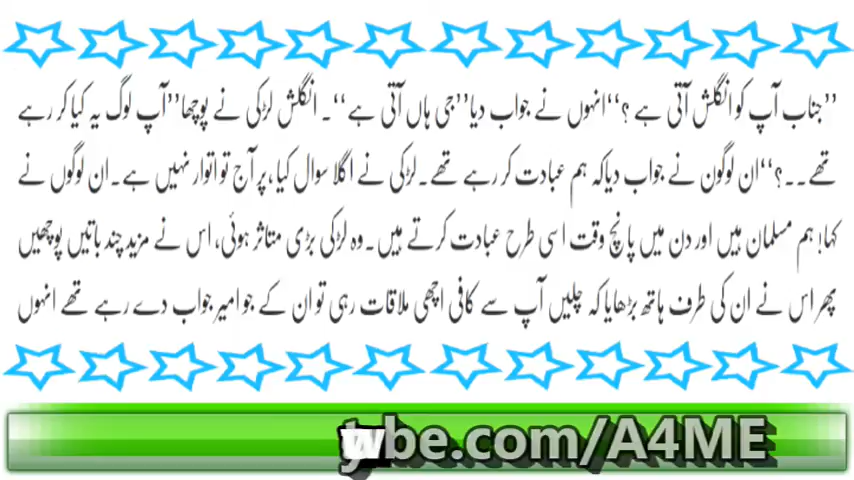 ”جناب آپ کو انگلش آتی ہے ؟“انہوں نے جواب دیا”جی ہاں آتی ہے “۔ انگلش لڑکی نے پوچھا”آپ لوگ یہ کیا کر رہے
تھے۔۔؟“ان لوگون نے جواب دیاکہ ہم عبادت کر رہے تھے۔لڑکی نے اگلا سوال کیا ،پر آج تو اتوار نہیں ہے۔ان لوگوں نے
کہا! ہم مسلمان ہیں اور دن میں پانچ وقت اسی طرح عبادت کرتے ہیں۔وہ لڑکی بڑی متاثر ہوئی، اس نے مزید چند باتیں پوچھیں
پھر اس نے ان کی طرف ہاتھ بڑھایا کہ چلیں آپ سے کافی اچھی ملاقات رہی تو ان کے جو امیر جواب دے رہے تھے انہوں
be.com/A4ME